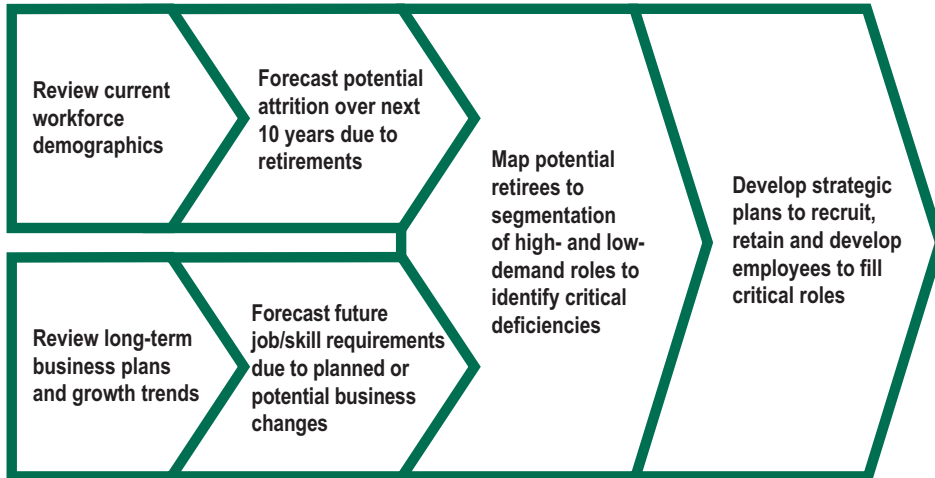 Review current
workforce
demographics
Forecast potential
attrition over next
10 years due to
retirements
Review long-term
business plans
and growth trends
Forecast future
job/skill requirements
due to planned or
potential business
changes
Map potential
retirees to
segmentation
of high- and low-
demand roles to
identify critical
deficiencies
Develop strategic
plans to recruit,
retain and develop
employees to fill
critical roles